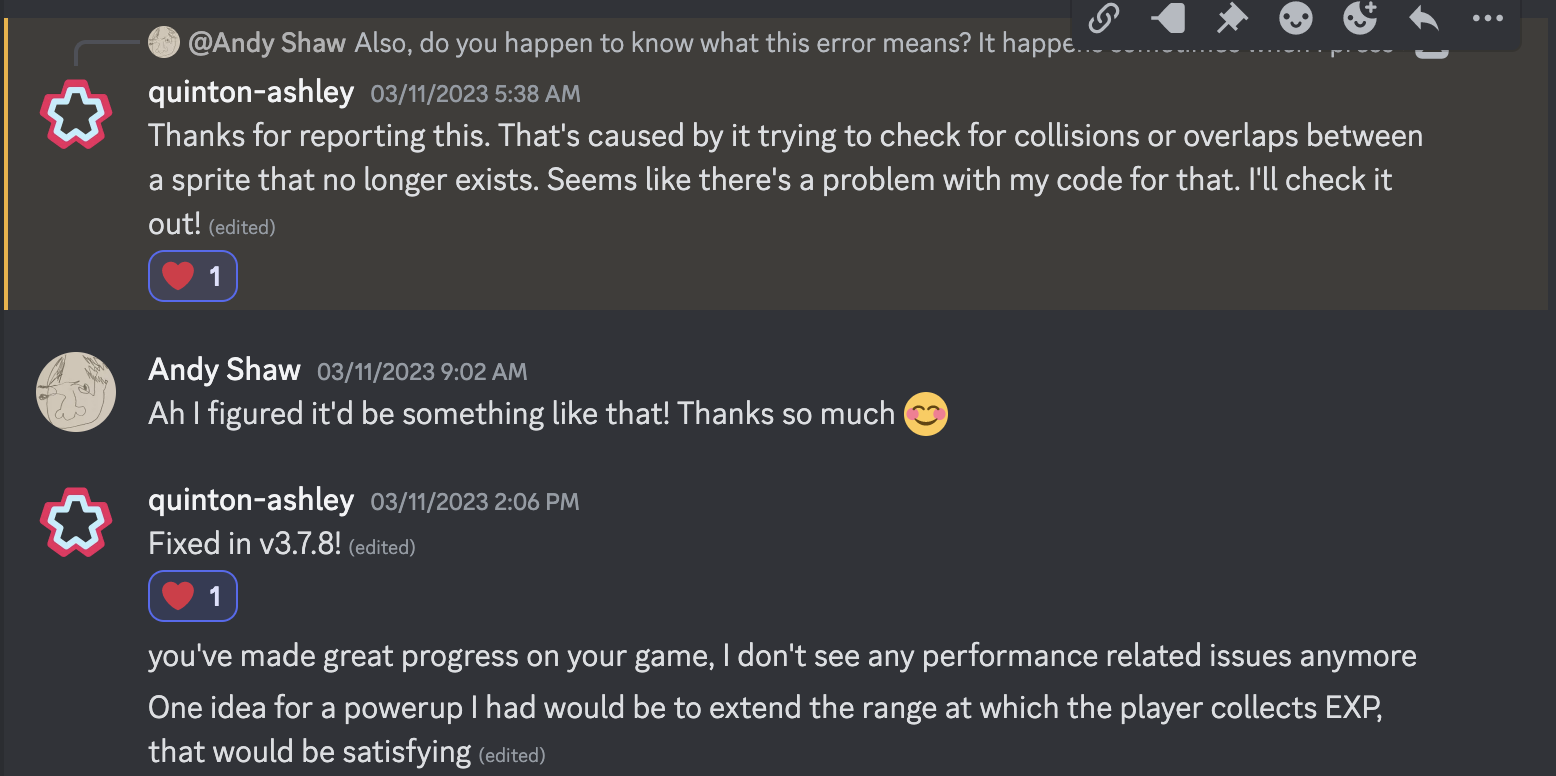 @Andy Shaw Also, do you happen to know what this error means? It happens sometimes when I press
quinton-ashley 03/11/2023 5:38 AM
Thanks for reporting this. That's caused by it trying to check for collisions or overlaps between
a sprite that no longer exists. Seems like there's a problem with my code for that. I'll check it
out! (edited)
1
Andy Shaw 03/11/2023 9:02 AM
Ah I figured it'd be something like that! Thanks so much
quinton-ashley 03/11/2023 2:06 PM
Fixed in v3.7.8! (edited)
1
you've made great progress on your game, I don't see any performance related issues anymore
One idea for a powerup I had would be to extend the range at which the player collects EXP,
that would be satisfying (edited)